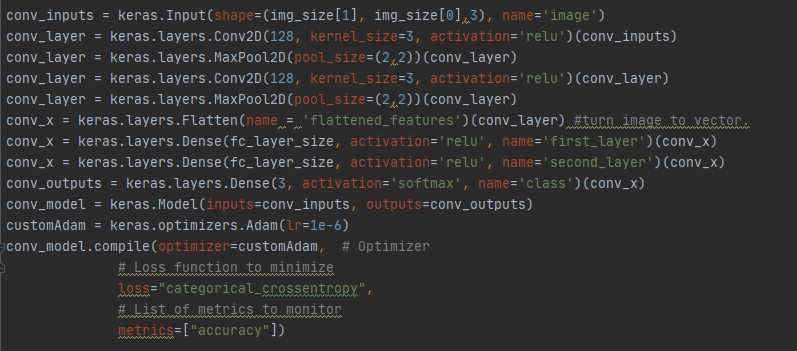 conv_inputs = keras.Input(shape=(img_size[1], img_size[0],3), name='image')
conv_layer = keras.layers.Conv2D(128, kernel_size=3, activation='relu')(conv_inputs)
conv_layer = keras.layers.MaxPool2D(pool_size=(2,2))(conv_layer)
conv_layer = keras.layers.Conv2D(128, kernel_size=3, activation='relu')(conv_layer)
conv_layer = keras.layers.MaxPool2D(pool_size=(2,2))(conv_layer)
conv_x = keras.layers.Flatten(name = 'flattened_features')(conv_layer) #turn image to vector.
conv_x = keras.layers.Dense(fc_layer_size, activation='relu', name='first_layer')(conv_x)
conv_x = keras.layers.Dense(fc_layer_size, activation='relu', name='second_layer')(conv_x)
conv_outputs = keras.layers.Dense(3, activation='softmax', name='class')(conv_x)
conv_model = keras.Model(inputs=conv_inputs, outputs=conv_outputs)
customAdam = keras.optimizers.Adam(lr=1e-6)
conv_model.compile(optimizer=customAdam,  # Optimizer
              # Loss function to minimize
              loss="categorical_crossentropy",
              # List of metrics to monitor
              metrics=["accuracy"])